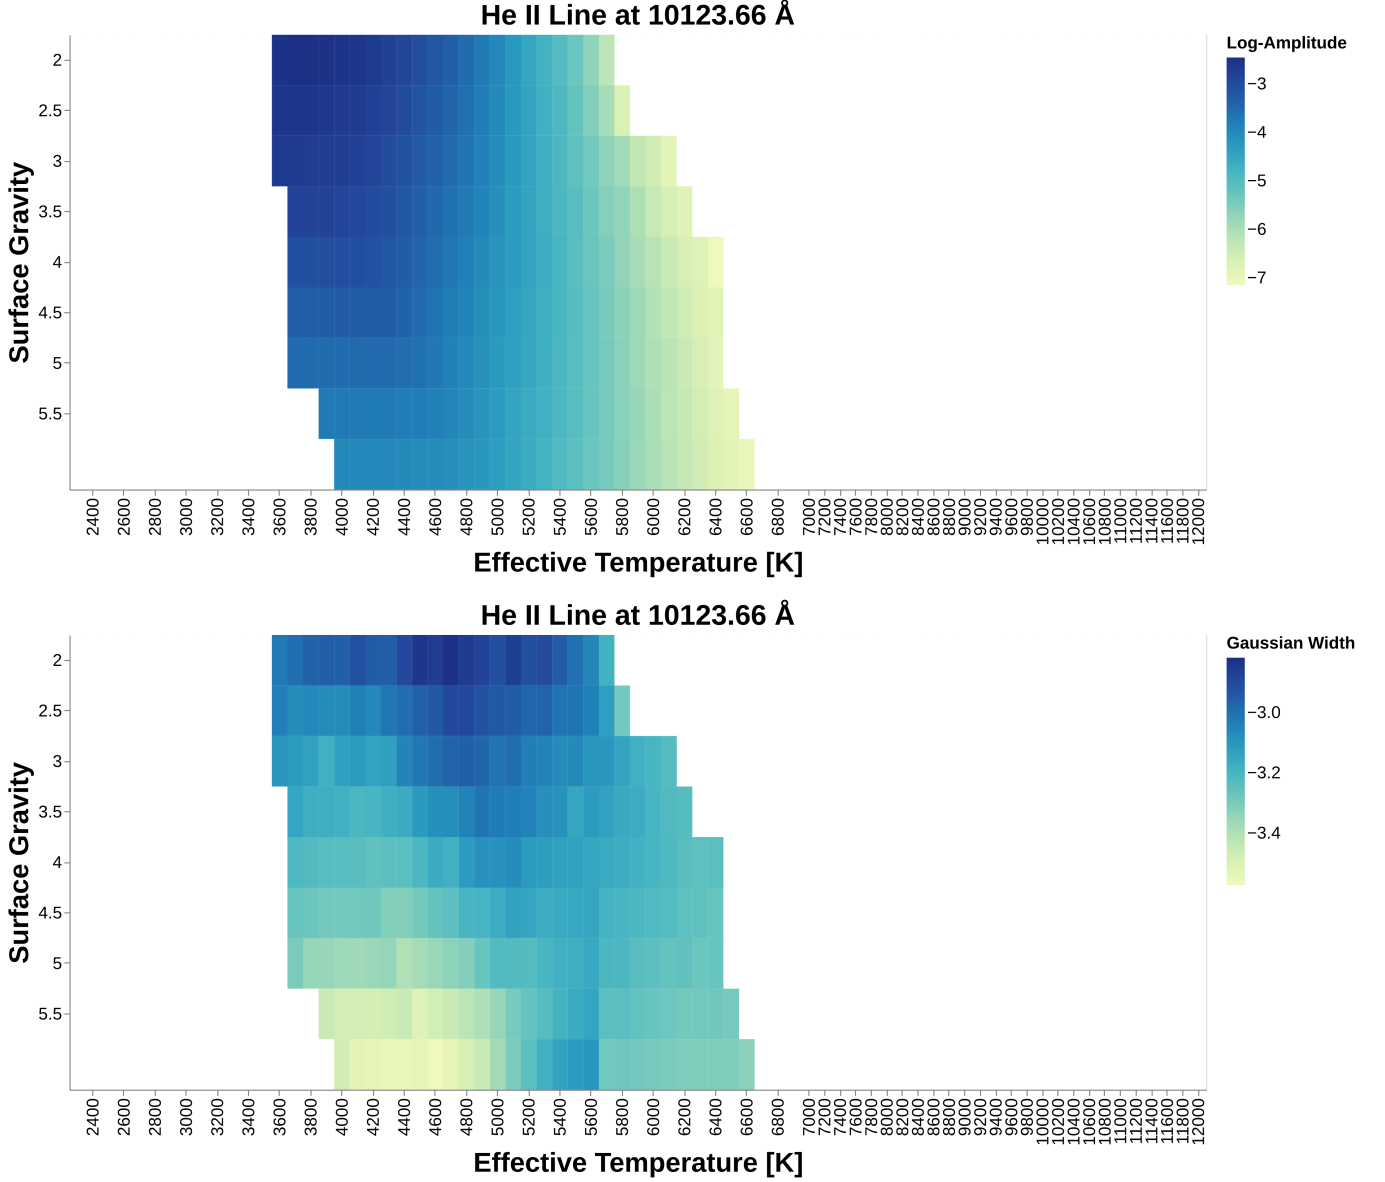 He II Line at 10123.66 Å
Log-Amplitude
−3
−4
−5
−6
−7
Surface Gravity
2
2.5
3
3.5
4
4.5
5
5.5
2400 2600 2800 3000 3200 3400 3600 3800 4000 4200 4400 4600 4800 5000 5200 5400 5600 5800 6000 6200 6400 6600 6800 7000 7200 7400 7600 7800 8000 8200 8400 8600 8800 9000 9200 9400 9600 9800 10000 10200 10400 10600 10800 11000 11200 11400 11600 11800 12000
Effective Temperature [K]
He II Line at 10123.66 Å
Gaussian Width
−3.0
−3.2
−3.4
Surface Gravity
2
2.5
3
3.5
4
4.5
5
5.5
2400 2600 2800 3000 3200 3400 3600 3800 4000 4200 4400 4600 4800 5000 5200 5400 5600 5800 6000 6200 6400 6600 6800 7000 7200 7400 7600 7800 8000 8200 8400 8600 8800 9000 9200 9400 9600 9800 10000 10200 10400 10600 10800 11000 11200 11400 11600 11800 12000
Effective Temperature [K]